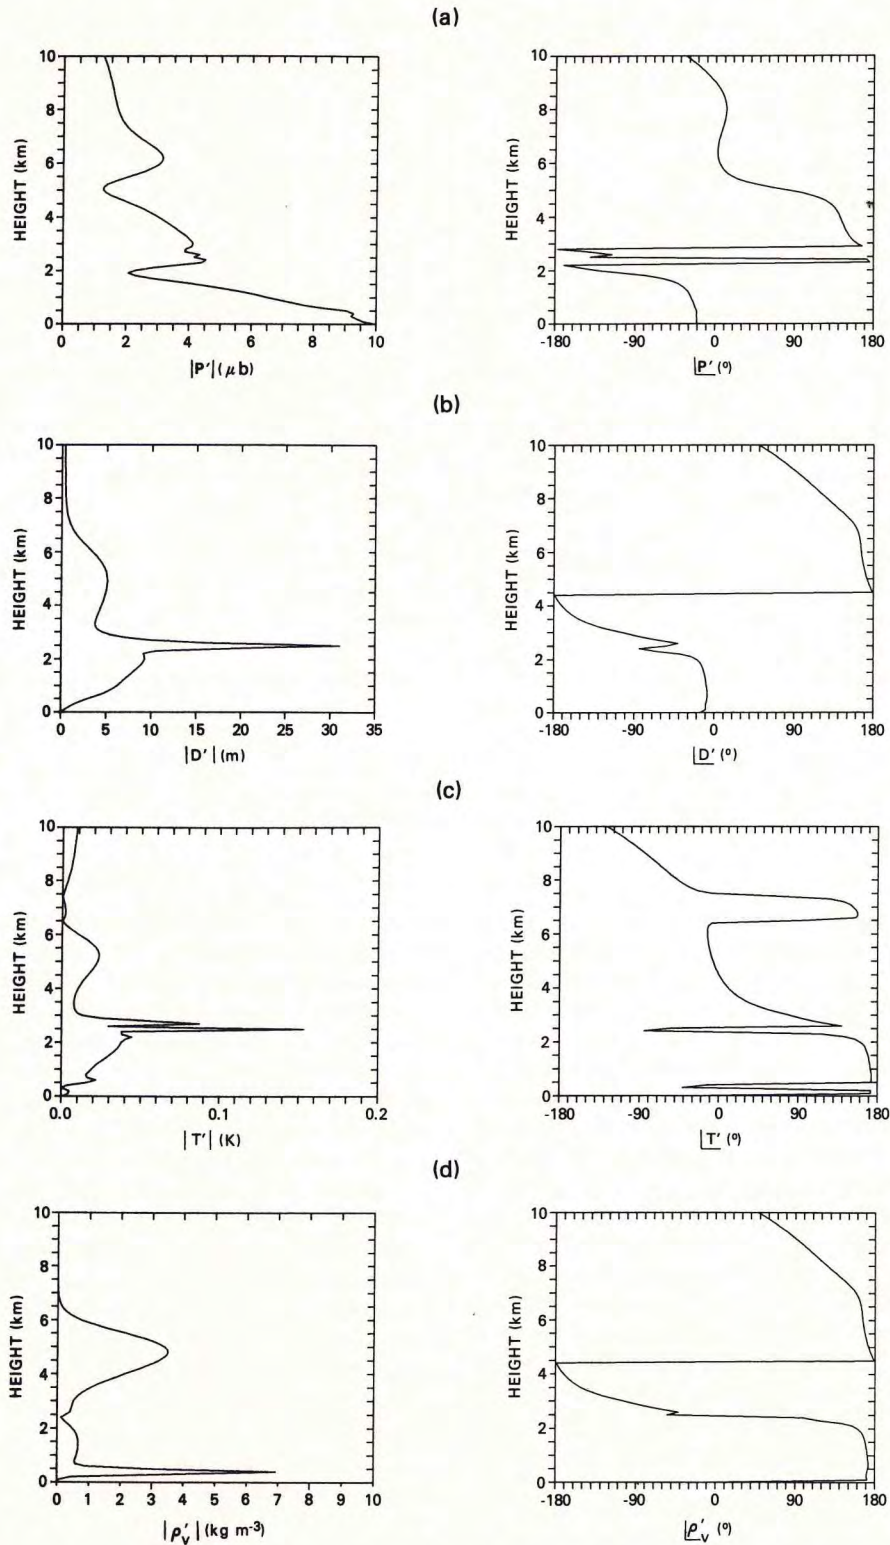 (a)
10
8
6
4
2
0
HEIGHT (km)
0 2 4 6 8 10
|P′| (μb)
10
8
6
4
2
0
HEIGHT (km)
-180 -90 0 90 180
P′ (º)
(b)
10
8
6
4
2
0
HEIGHT (km)
0 5 10 15 20 25 30 35
|D′| (m)
10
8
6
4
2
0
HEIGHT (km)
-180 -90 0 90 180
D′ (º)
(c)
10
8
6
4
2
0
HEIGHT (km)
0.0 0.1 0.2
|T′| (K)
10
8
6
4
2
0
HEIGHT (km)
-180 -90 0 90 180
T′ (º)
(d)
10
8
6
4
2
0
HEIGHT (km)
0 1 2 3 4 5 6 7 8 9 10
|ρ′v| (kg m-3)
10
8
6
4
2
0
HEIGHT (km)
-180 -90 0 90 180
ρ′v (º)